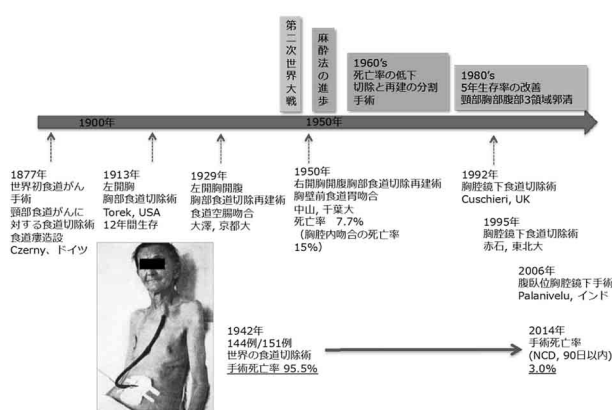 第二次世界大戦
麻酔法の進歩
1960's
死亡率の低下
切除と再建の分割
手術
1980's
5年生存率の改善
頸部胸部腹部3領域郭清
1900年
1950年
1877年
世界初食道がん
手術
頸部食道がんに
対する食道切除術
食道瘻造設
Czerny、ドイツ
1913年
左開胸
胸部食道切除術
Torek, USA
12年間生存
1929年
左開胸開腹
胸部食道切除再建術
食道空腸吻合
大澤, 京都大
1950年
右開胸開腹胸部食道切除再建術
胸壁前食道胃吻合
中山, 千葉大
死亡率 7.7%
（胸腔内吻合の死亡率
15%）
1992年
胸腔鏡下食道切除術
Cuschieri, UK
1995年
胸腔鏡下食道切除術
赤石, 東北大
2006年
腹臥位胸腔鏡下手術
Palanivelu, インド
1942年
144例/151例
世界の食道切除術
手術死亡率 95.5%
2014年
手術死亡率
(NCD, 90日以内)
3.0%